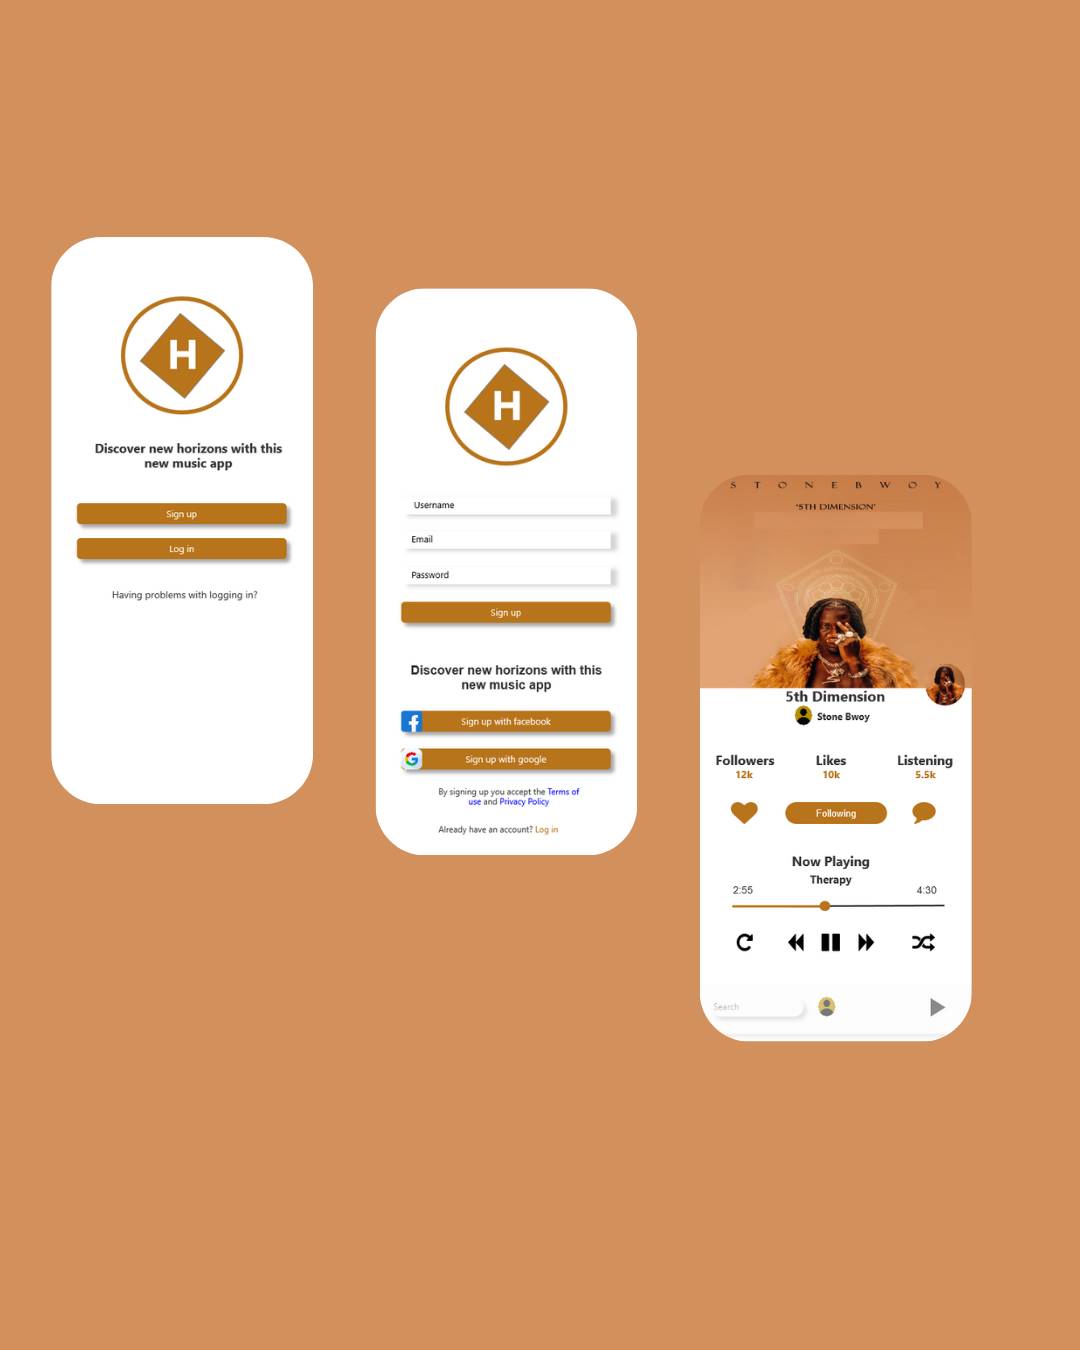 H
Discover new horizons with this
new music app
Sign up
Log in
Having problems with logging in?
H
Username
Email
Password
Sign up
Discover new horizons with this
new music app
Sign up with facebook
Sign up with google
By signing up you accept the Terms of
use and Privacy Policy
Already have an account? Log in
STONEBWOY
"5TH DIMENSION"
5th Dimension
Stone Bwoy
Followers Likes Listening
12k 10k 5.5k
Following
Now Playing
Therapy
2:55 4:30
Search